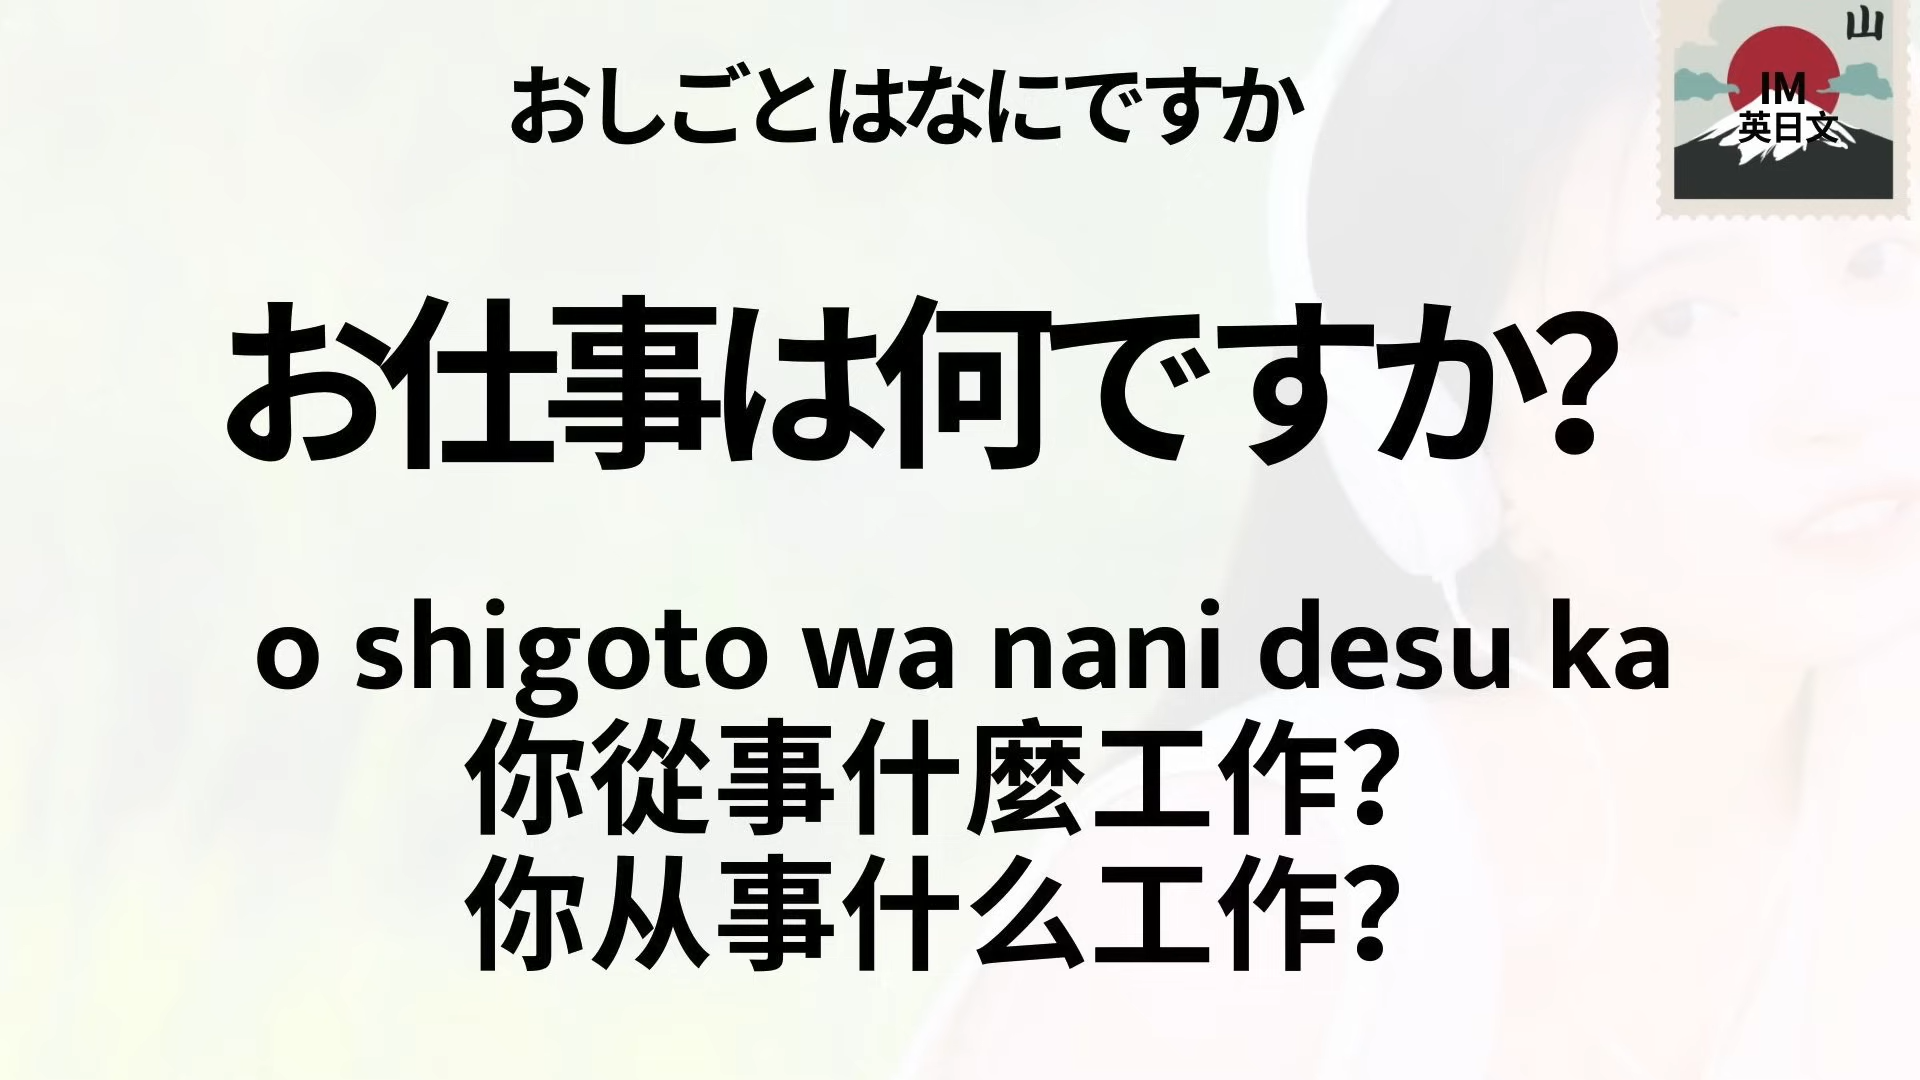 山
IM
英日文
おしごとはなにですか
お仕事は何ですか?
o shigoto wa nani desu ka
你從事什麼工作?
你从事什么工作?